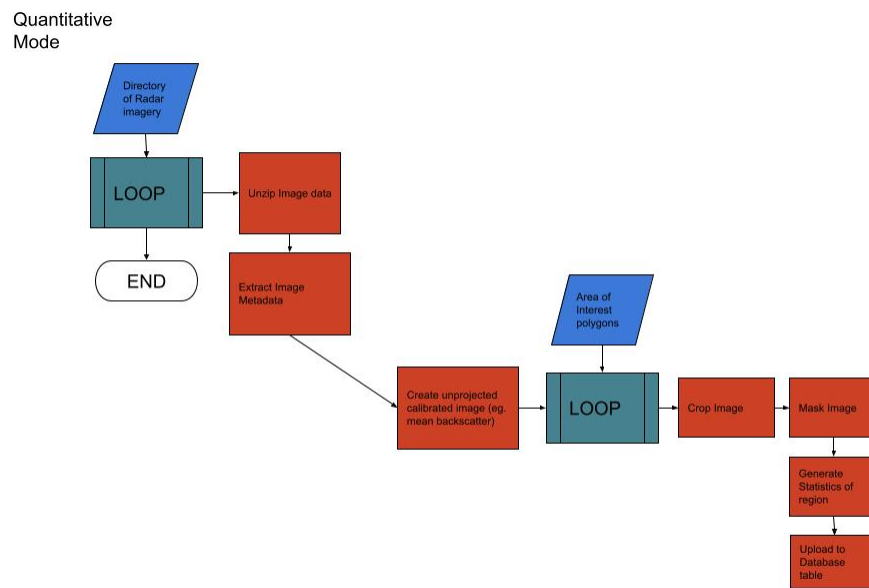 Quantitative
Mode
Directory
of Radar
imagery
LOOP
Unzip Image data
END
Extract Image
Metadata
Area of
Interest
polygons
Create unprojected
calibrated image (eg.
mean backscatter)
LOOP
Crop Image
Mask Image
Generate
Statistics of
region
Upload to
Database
table